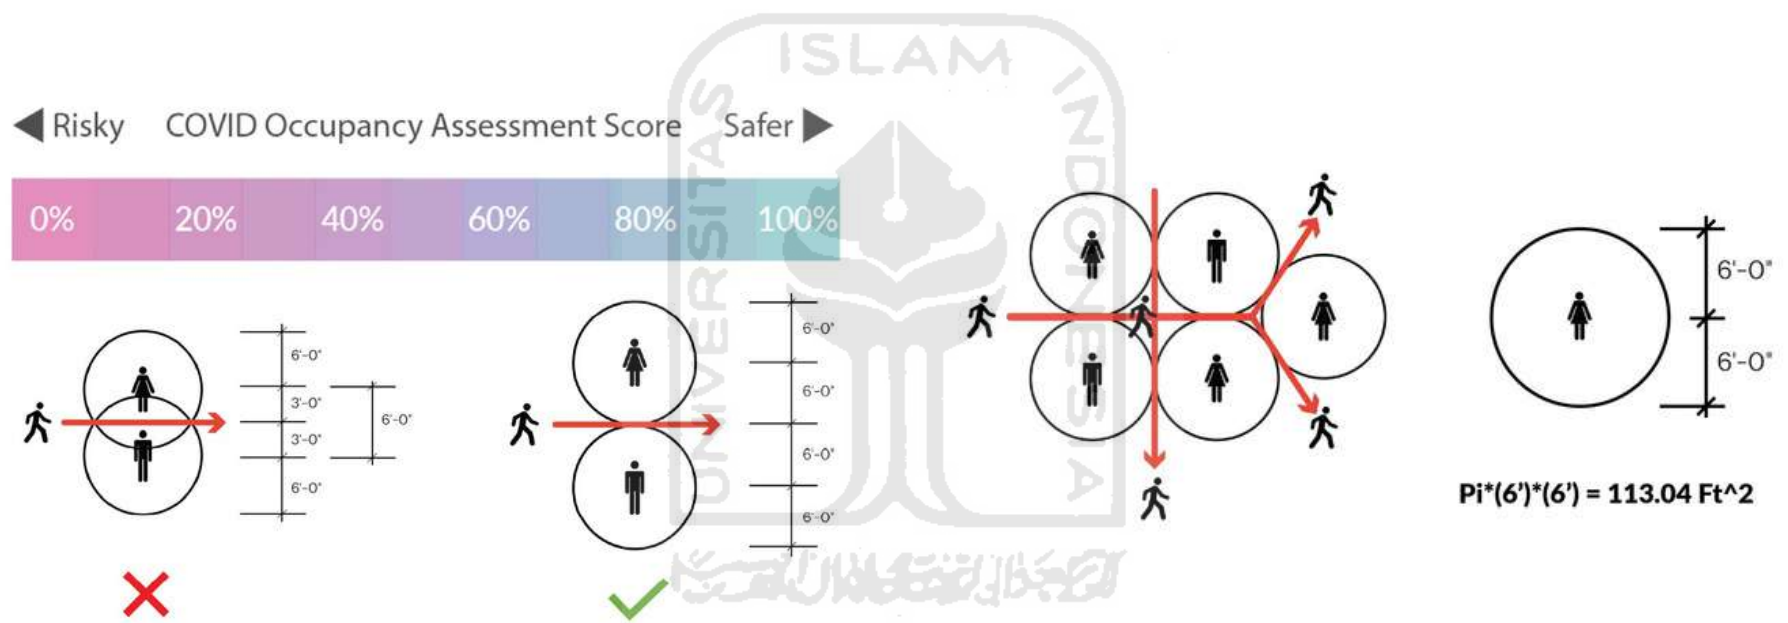 ISLAM
UNIVERSITAS
INDONESIA
Risky COVID Occupancy Assessment Score Safer
0% 20% 40% 60% 80% 100%
6'-0"
3'-0"
3'-0"
6'-0"
6'-0"
6'-0"
6'-0"
6'-0"
6'-0"
6'-0"
6'-0"
Pi*(6')*(6') = 113.04 Ft^2